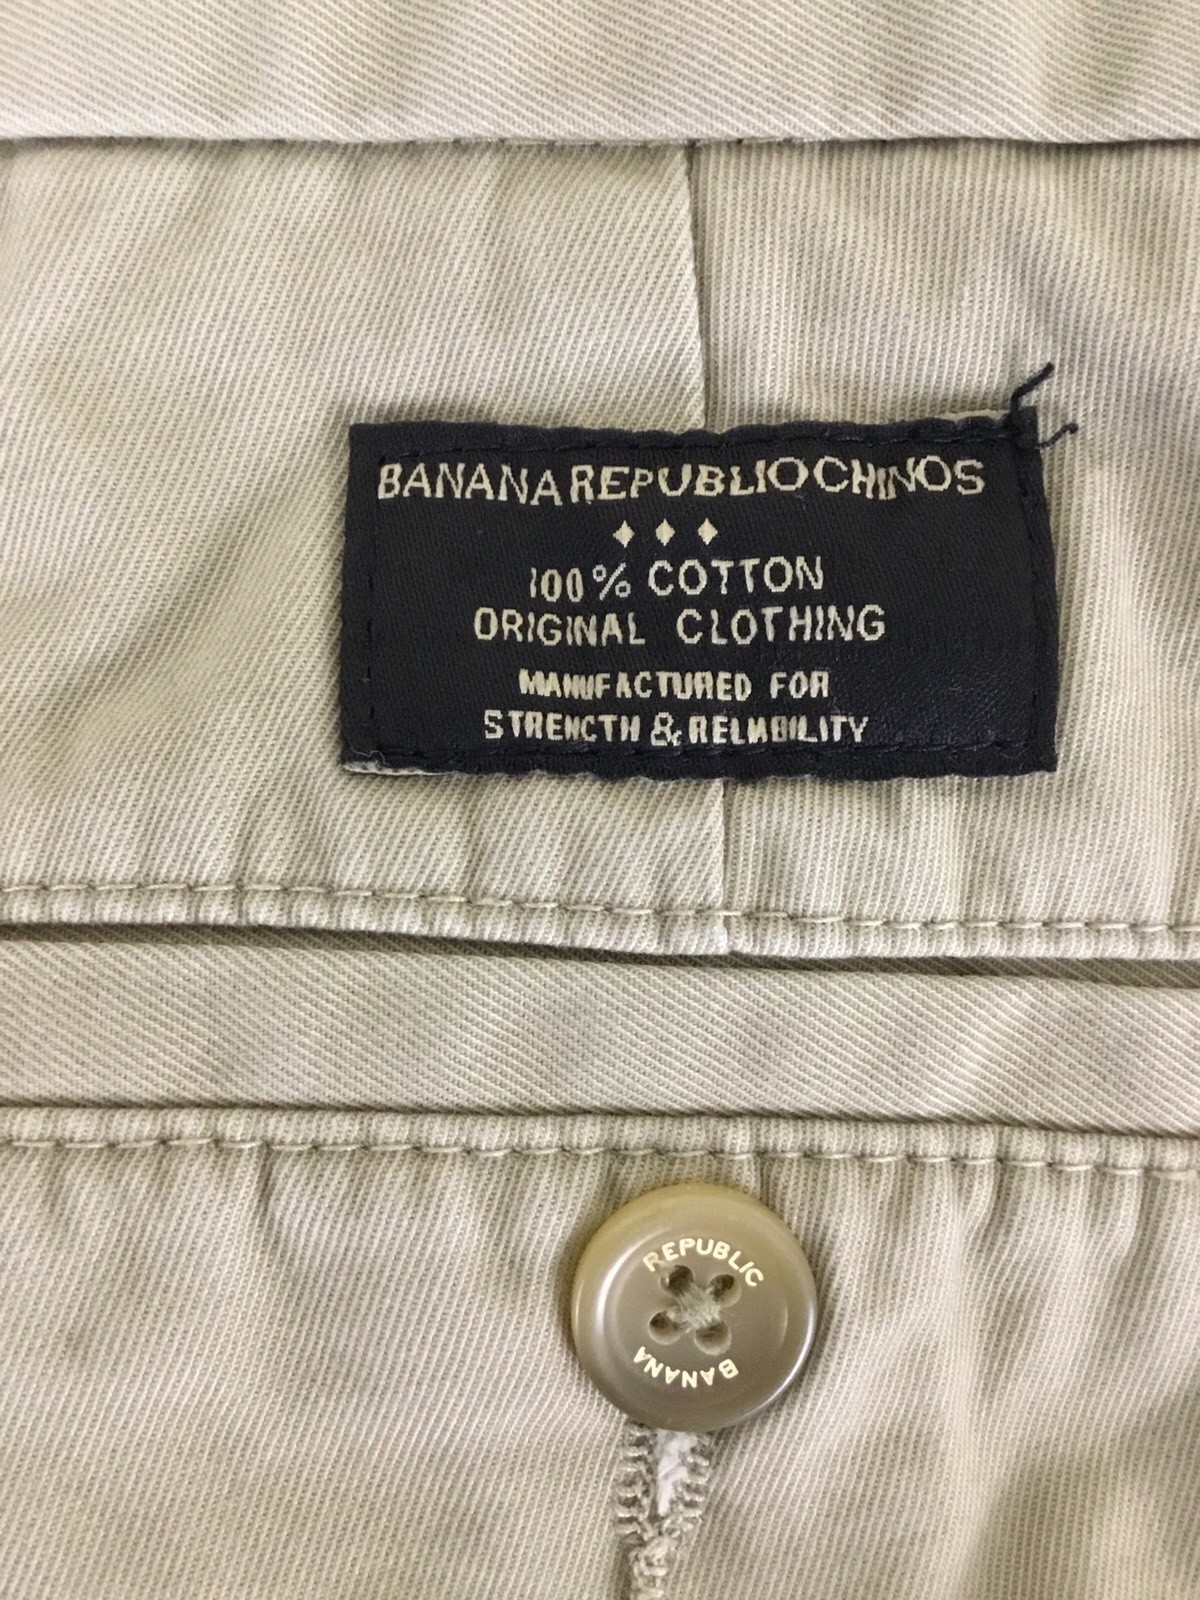 BANANA REPUBLIC CHINOS
100% COTTON
ORIGINAL CLOTHING
MANUFACTURED FOR
STRENGTH & RELIABILITY
REPUBLIC
BANANA